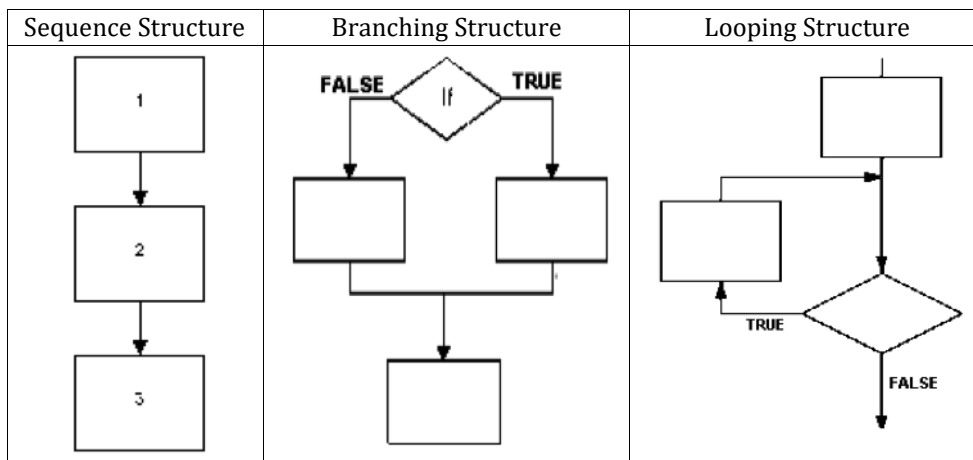 Sequence Structure
Branching Structure
Looping Structure
1
2
3
FALSE
If
TRUE
TRUE
FALSE